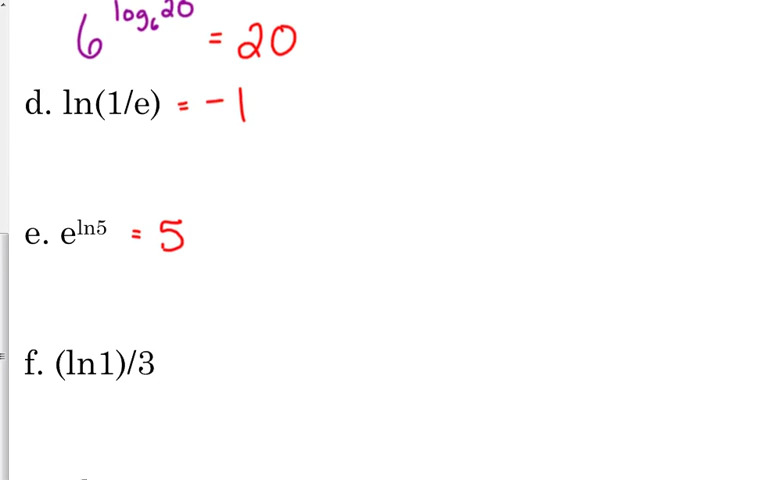 6^log₆20 = 20
d. ln(1/e) = -1
e. e^ln5 = 5
f. (ln1)/3